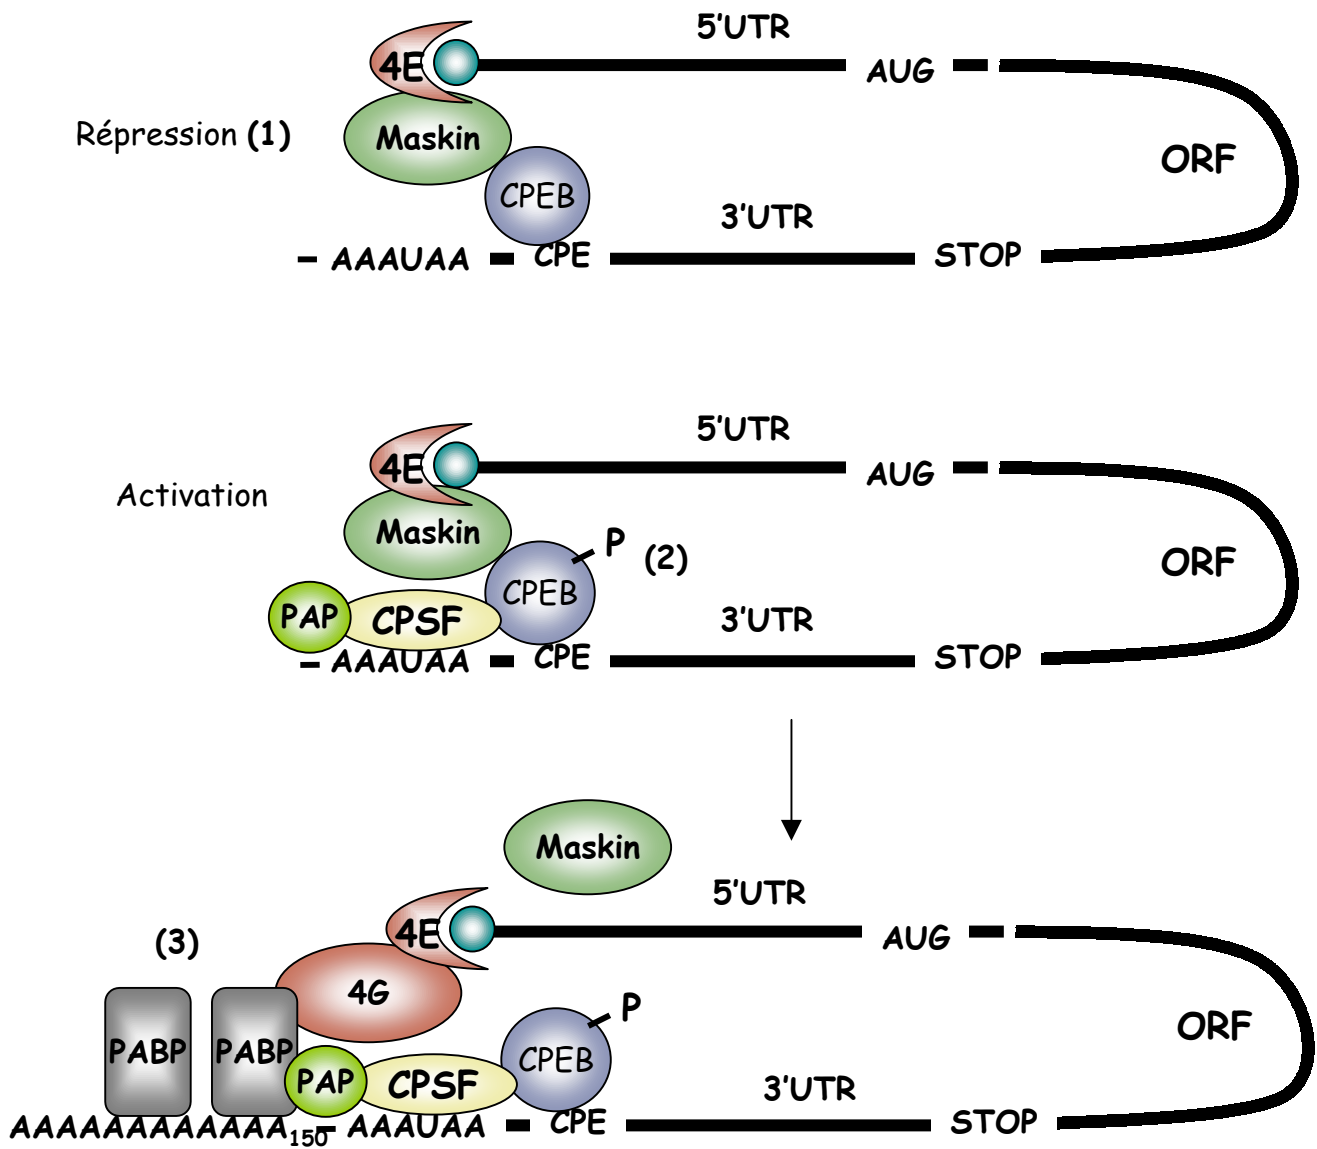 5'UTR
4E
AUG
Répression (1)
Maskin
ORF
CPEB
3'UTR
AAAUAA CPE STOP
5'UTR
4E
AUG
Activation
Maskin
P (2)
ORF
CPEB
PAP CPSF
3'UTR
AAAUAA CPE STOP
Maskin
5'UTR
4E
AUG
(3)
4G
P
ORF
PABP PABP
CPEB
PAP CPSF
3'UTR
AAAAAAAAAAAA150 AAAUAA CPE STOP